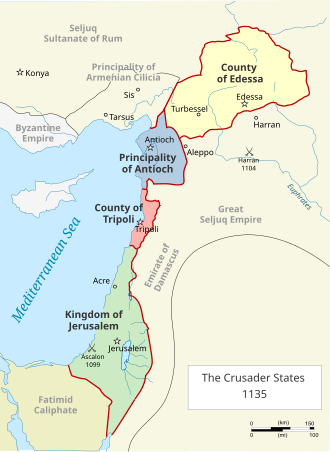 Seljuq
Sultanate of Rum
Konya
Principality of
Armenian Cilicia
Sis
Tarsus
Byzantine
Empire
County
of Edessa
Edessa
Turbessel
Harran
Antioch
Aleppo
Harran
1104
Principality
of Antioch
Euphrates
County of
Tripoli
Tripoli
Great
Seljuq Empire
Mediterranean Sea
Emirate of
Damascus
Acre
Kingdom of
Jerusalem
Jerusalem
Ascalon
1099
Fatimid
Caliphate
The Crusader States
1135
0 (km) 150
0 (mi) 100